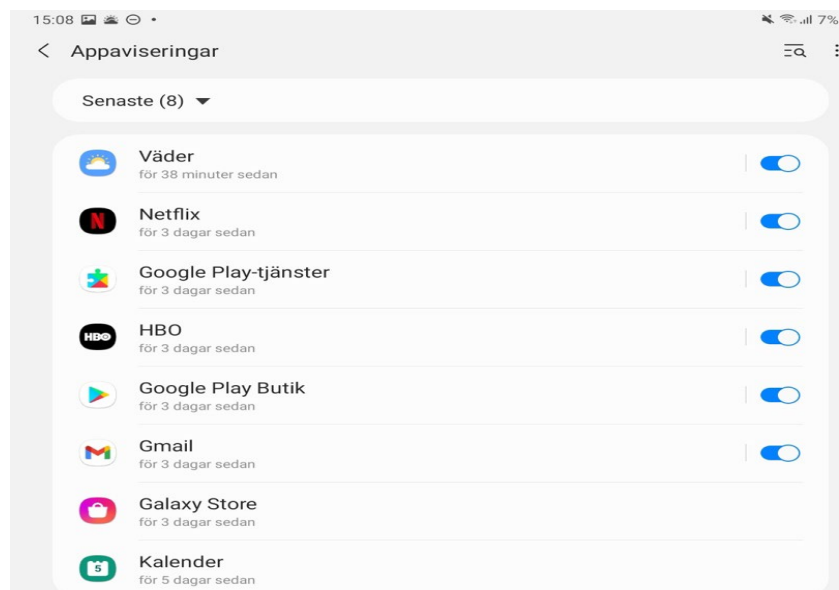 15:08 7%
Appaviseringar
Senaste (8)
Väder
för 38 minuter sedan
N
Netflix
för 3 dagar sedan
Google Play-tjänster
för 3 dagar sedan
HBO
HBO
för 3 dagar sedan
Google Play Butik
för 3 dagar sedan
Gmail
för 3 dagar sedan
Galaxy Store
för 3 dagar sedan
5
Kalender
för 5 dagar sedan